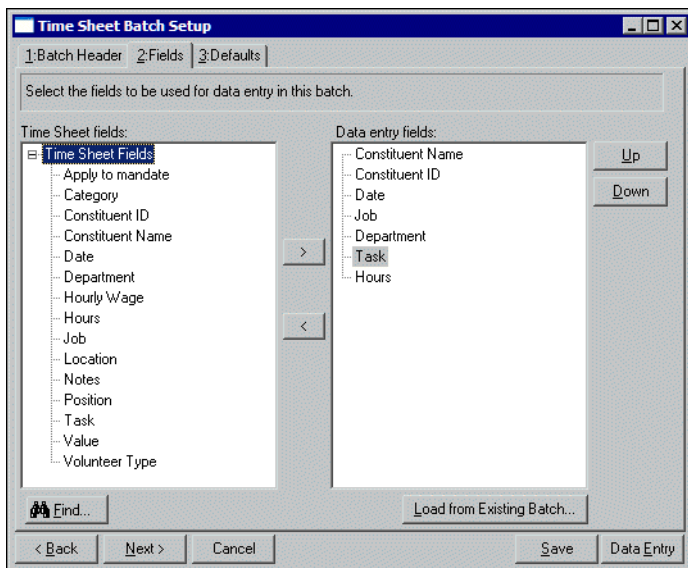 Time Sheet Batch Setup
1:Batch Header 2:Fields 3:Defaults
Select the fields to be used for data entry in this batch.
Time Sheet fields:
Time Sheet Fields
Apply to mandate
Category
Constituent ID
Constituent Name
Date
Department
Hourly Wage
Hours
Job
Location
Notes
Position
Task
Value
Volunteer Type
Find...
>
<
Data entry fields:
Constituent Name
Constituent ID
Date
Job
Department
Task
Hours
Load from Existing Batch...
Up
Down
< Back Next > Cancel Save Data Entry